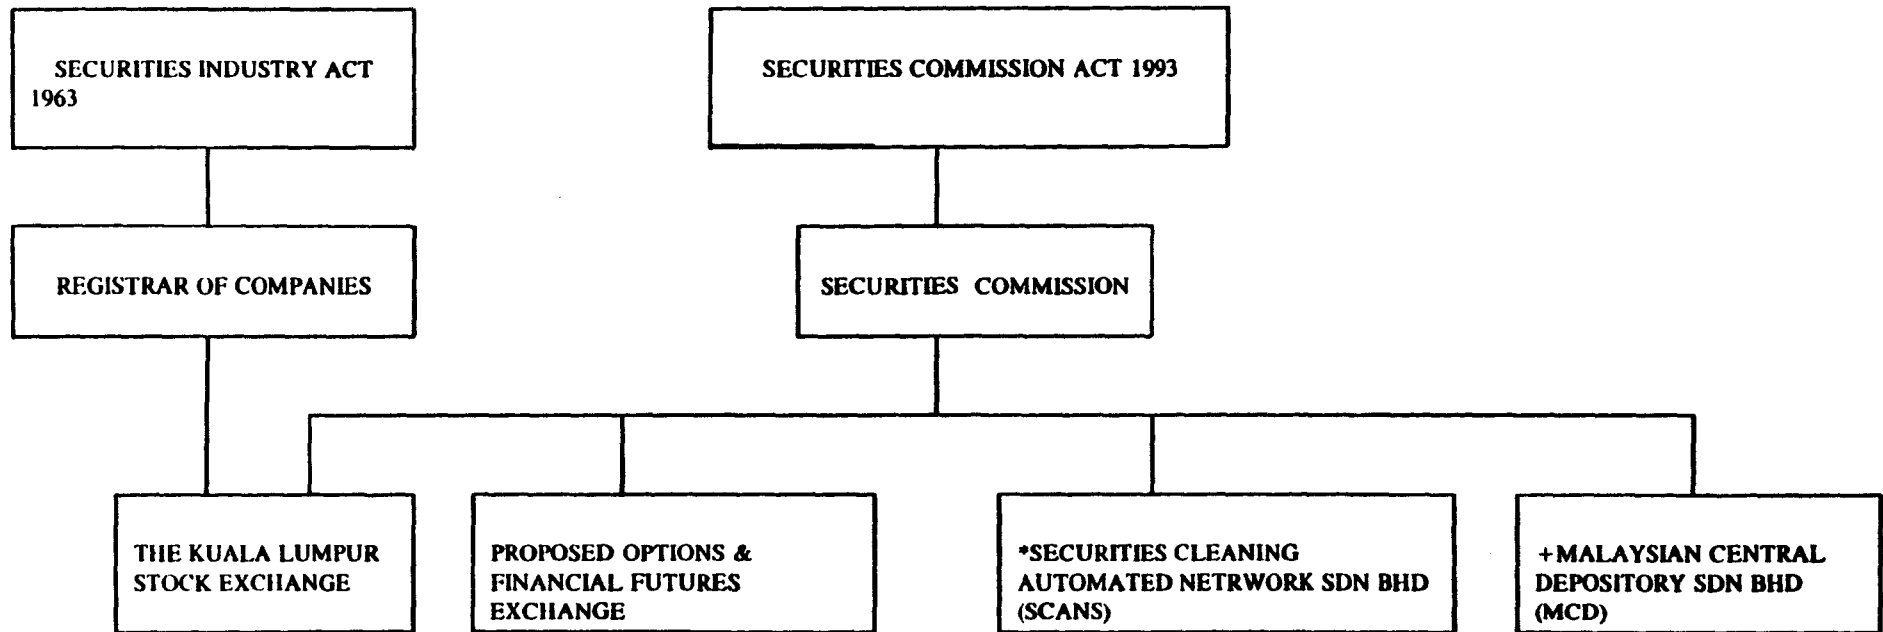 SECURITIES INDUSTRY ACT
1963
SECURITIES COMMISSION ACT 1993
REGISTRAR OF COMPANIES
SECURITIES COMMISSION
THE KUALA LUMPUR
STOCK EXCHANGE
PROPOSED OPTIONS &
FINANCIAL FUTURES
EXCHANGE
*SECURITIES CLEANING
AUTOMATED NETRWORK SDN BHD
(SCANS)
+MALAYSIAN CENTRAL
DEPOSITORY SDN BHD
(MCD)